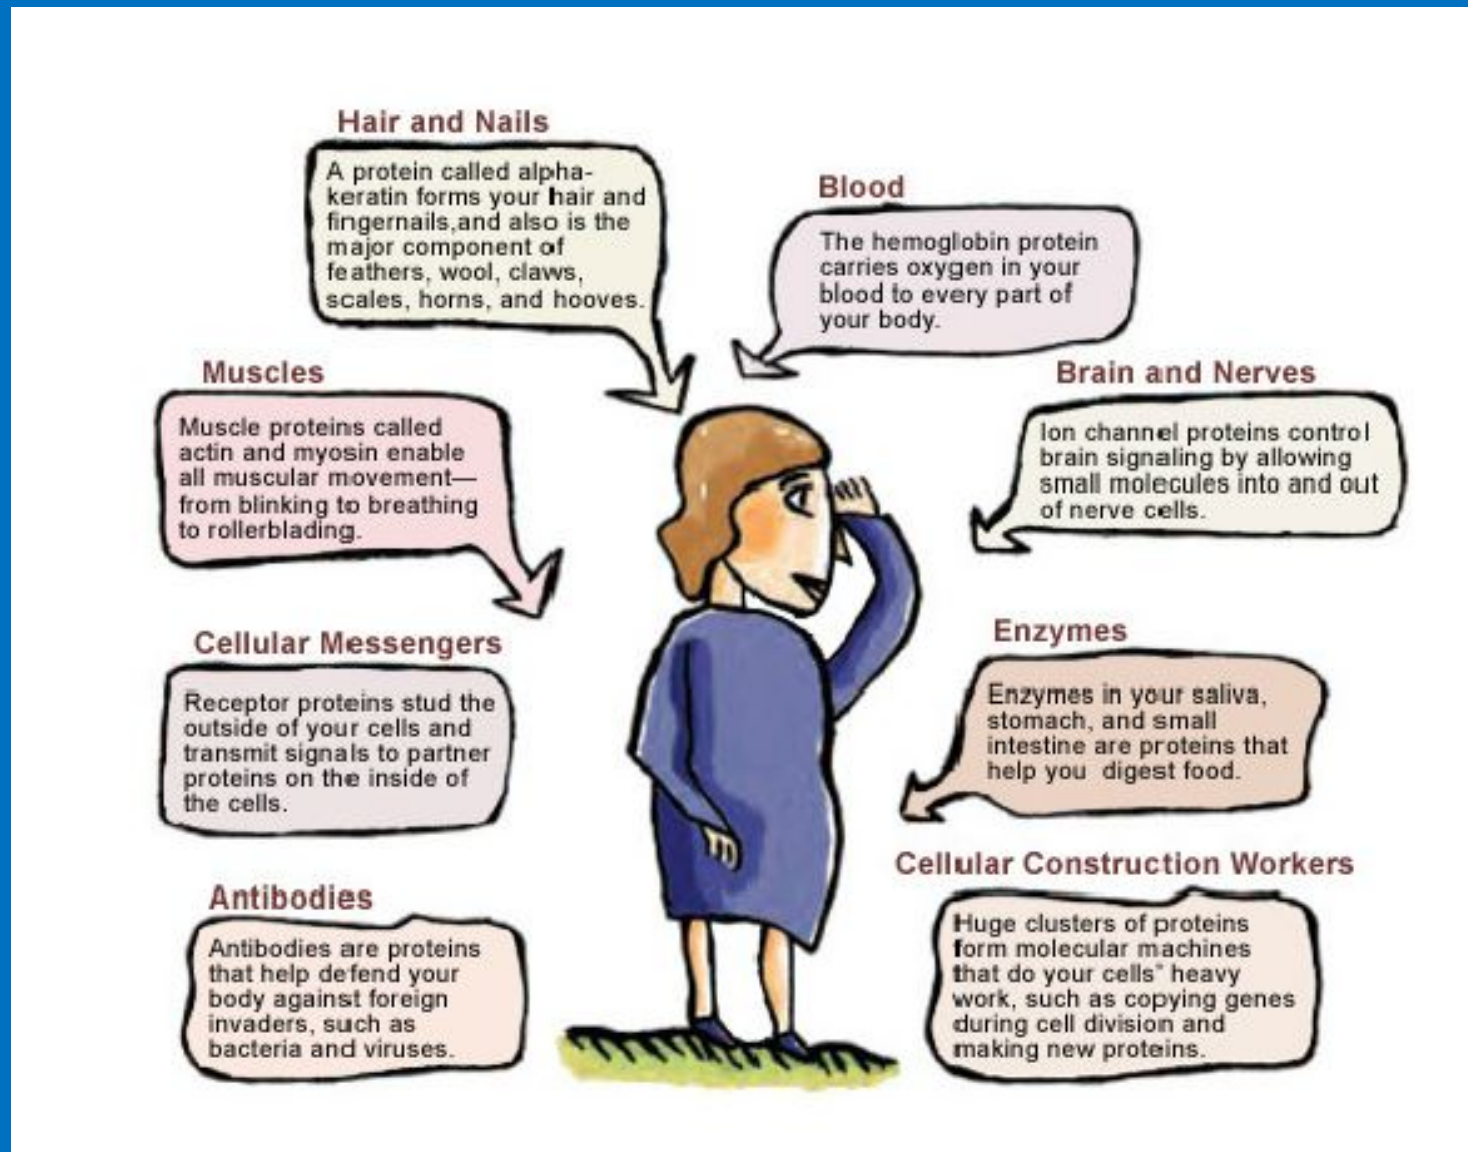 Hair and Nails
A protein called alpha-
keratin forms your hair and
fingernails,and also is the
major component of
feathers, wool, claws,
scales, horns, and hooves.
Blood
The hemoglobin protein
carries oxygen in your
blood to every part of
your body.
Muscles
Muscle proteins called
actin and myosin enable
all muscular movement—
from blinking to breathing
to rollerblading.
Brain and Nerves
Ion channel proteins control
brain signaling by allowing
small molecules into and out
of nerve cells.
Cellular Messengers
Receptor proteins stud the
outside of your cells and
transmit signals to partner
proteins on the inside of
the cells.
Enzymes
Enzymes in your saliva,
stomach, and small
intestine are proteins that
help you digest food.
Antibodies
Antibodies are proteins
that help defend your
body against foreign
invaders, such as
bacteria and viruses.
Cellular Construction Workers
Huge clusters of proteins
form molecular machines
that do your cells" heavy
work, such as copying genes
during cell division and
making new proteins.